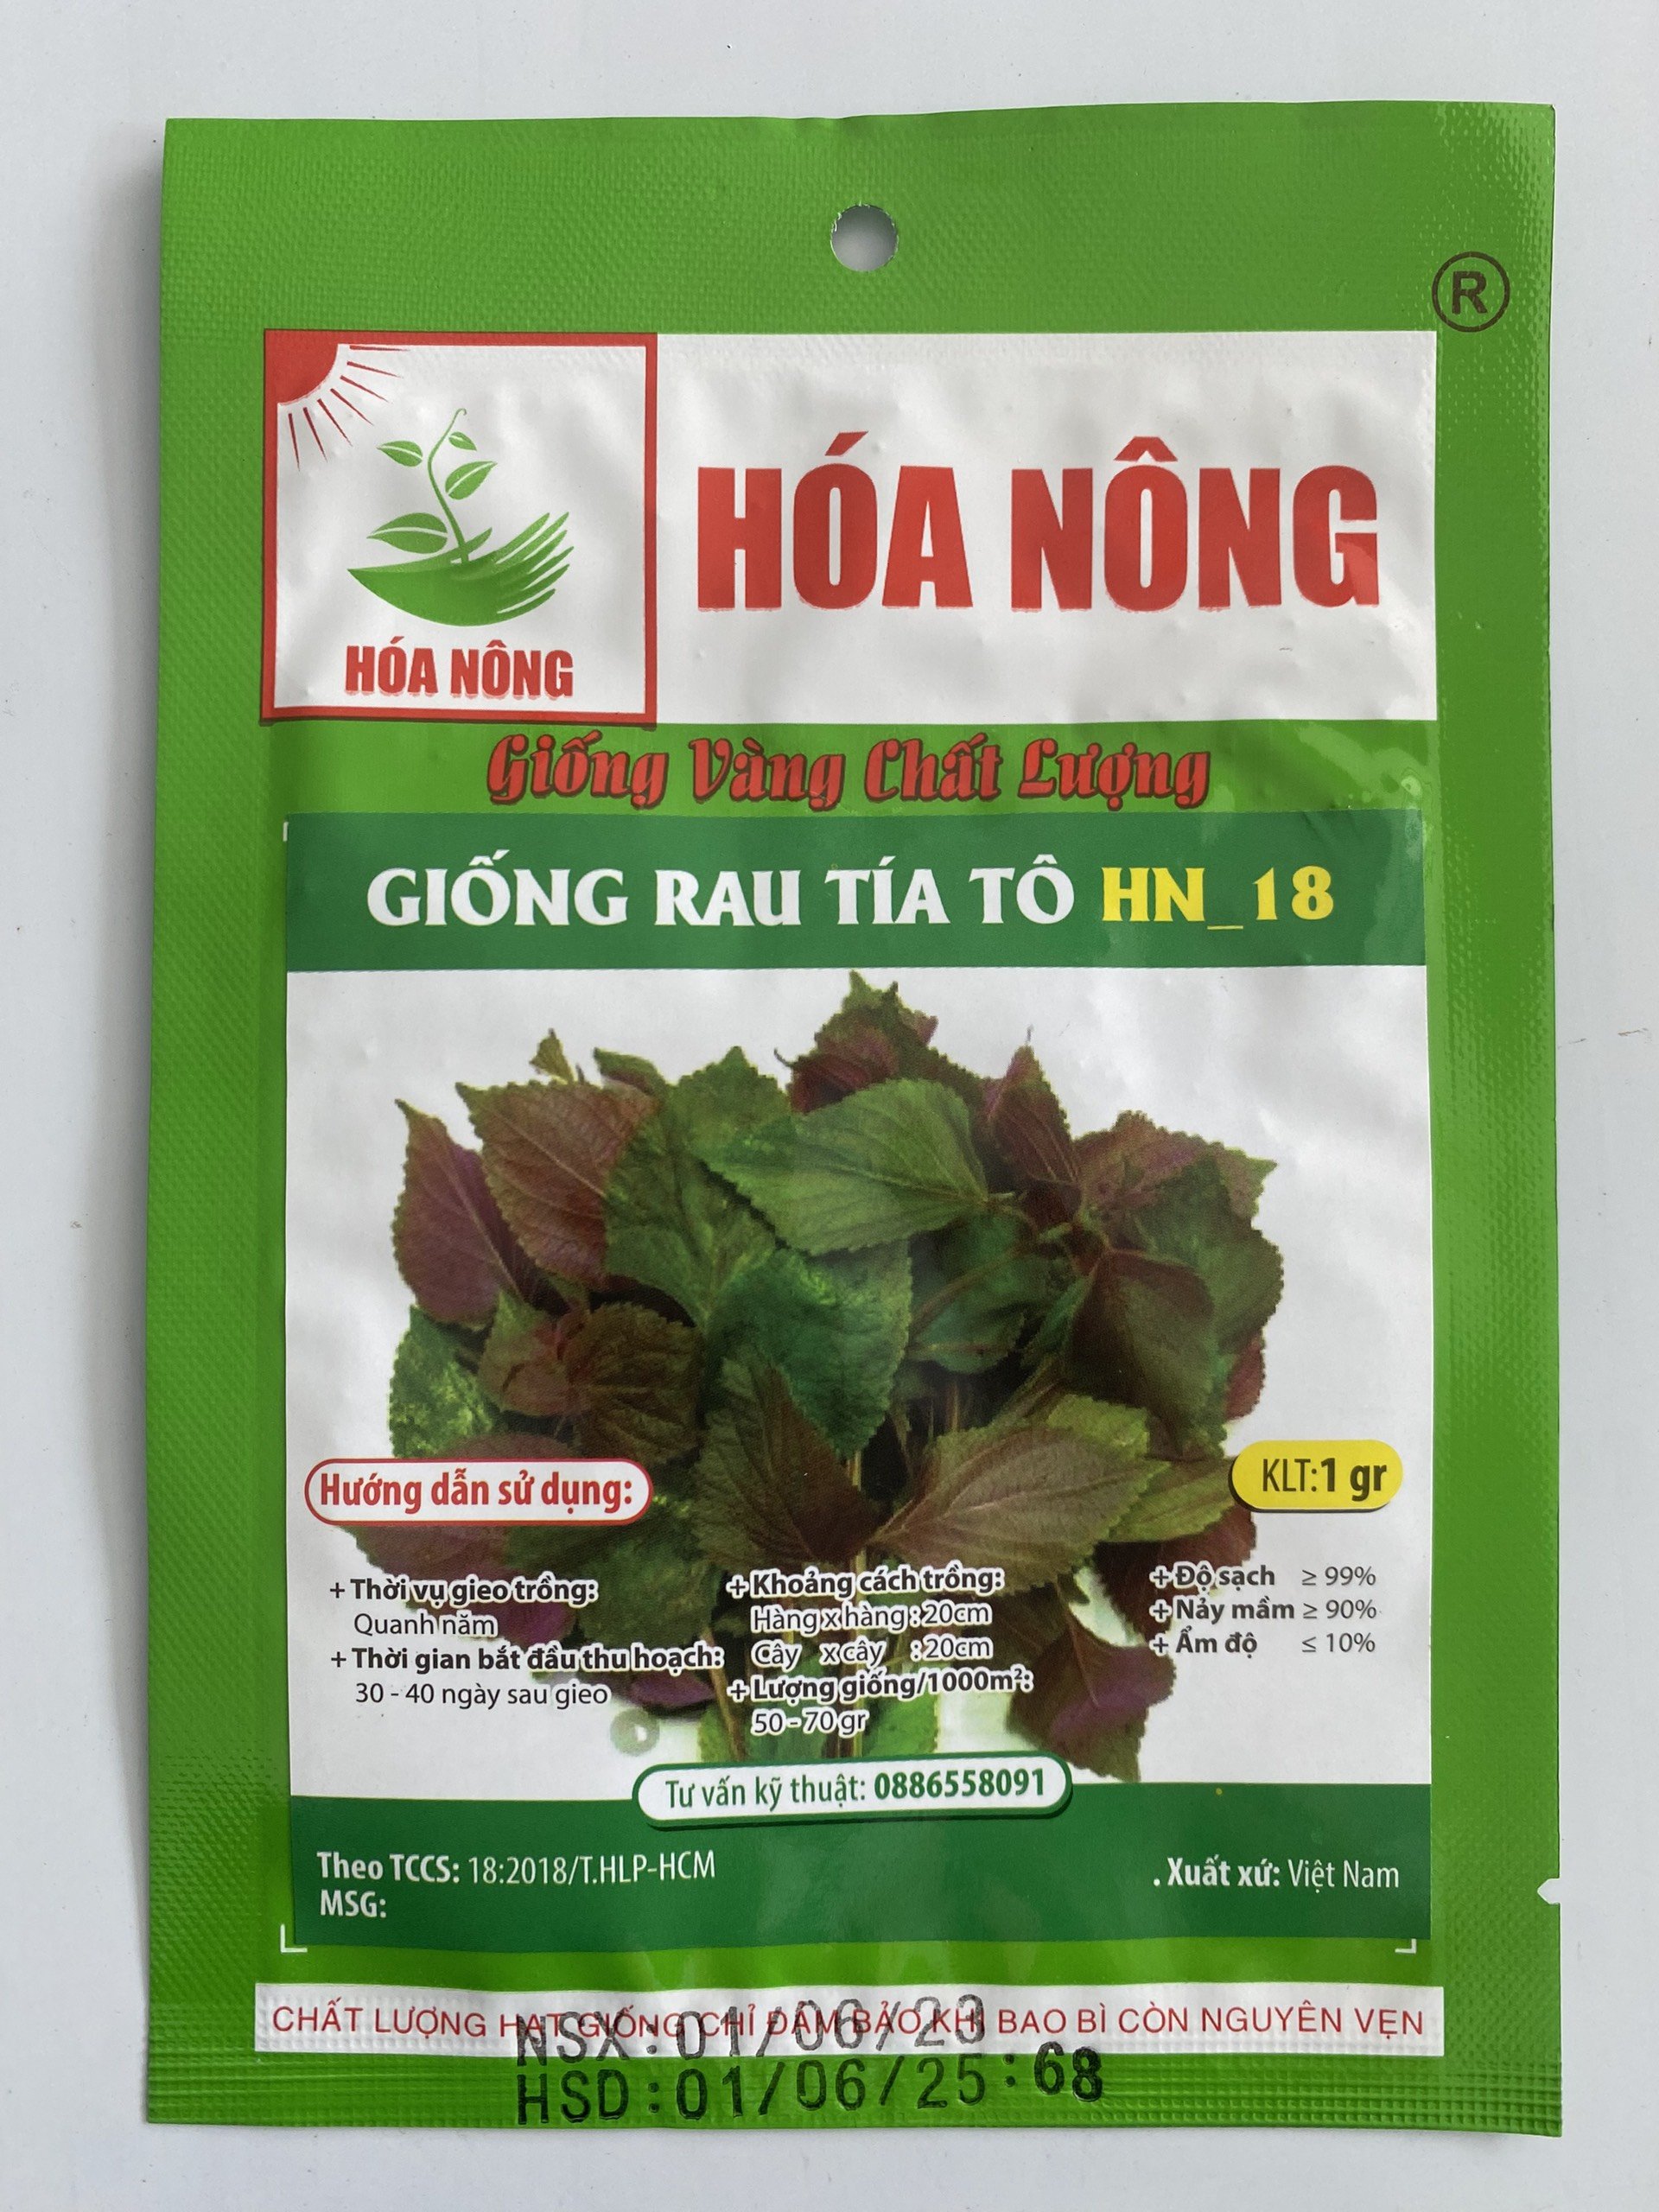 ®
HÓA NÔNG
HÓA NÔNG
Giống Vàng Chất Lượng
GIỐNG RAU TÍA TÔ HN_18
Hướng dẫn sử dụng:
KLT:1 gr
+ Thời vụ gieo trồng:
Quanh năm
+ Thời gian bắt đầu thu hoạch:
30 - 40 ngày sau gieo
+ Khoảng cách trồng:
Hàng x hàng : 20cm
Cây x cây : 20cm
+ Lượng giống/1000m²:
50 - 70 gr
+ Độ sạch ≥ 99%
+ Nảy mầm ≥ 90%
+ Ẩm độ ≤ 10%
Tư vấn kỹ thuật: 0886558091
Theo TCCS: 18:2018/T.HLP-HCM
MSG:
. Xuất xứ: Việt Nam
CHẤT LƯỢNG HẠT GIỐNG CHỈ ĐẢM BẢO KHI BAO BÌ CÒN NGUYÊN VẸN
NSX:01/06/23
HSD:01/06/25:68